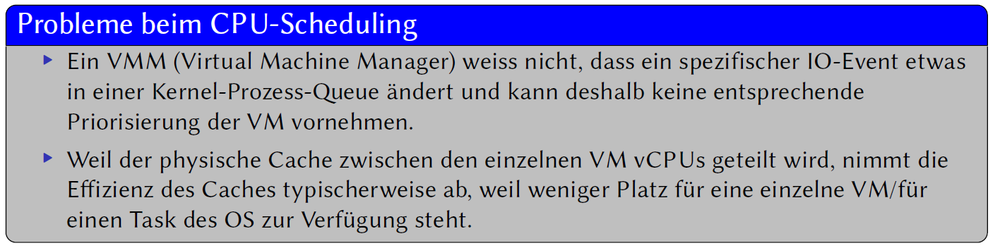 Probleme beim CPU-Scheduling
Ein VMM (Virtual Machine Manager) weiss nicht, dass ein spezifischer IO-Event etwas
in einer Kernel-Prozess-Queue ändert und kann deshalb keine entsprechende
Priorisierung der VM vornehmen.
Weil der physische Cache zwischen den einzelnen VM vCPUs geteilt wird, nimmt die
Effizienz des Caches typischerweise ab, weil weniger Platz für eine einzelne VM/für
einen Task des OS zur Verfügung steht.